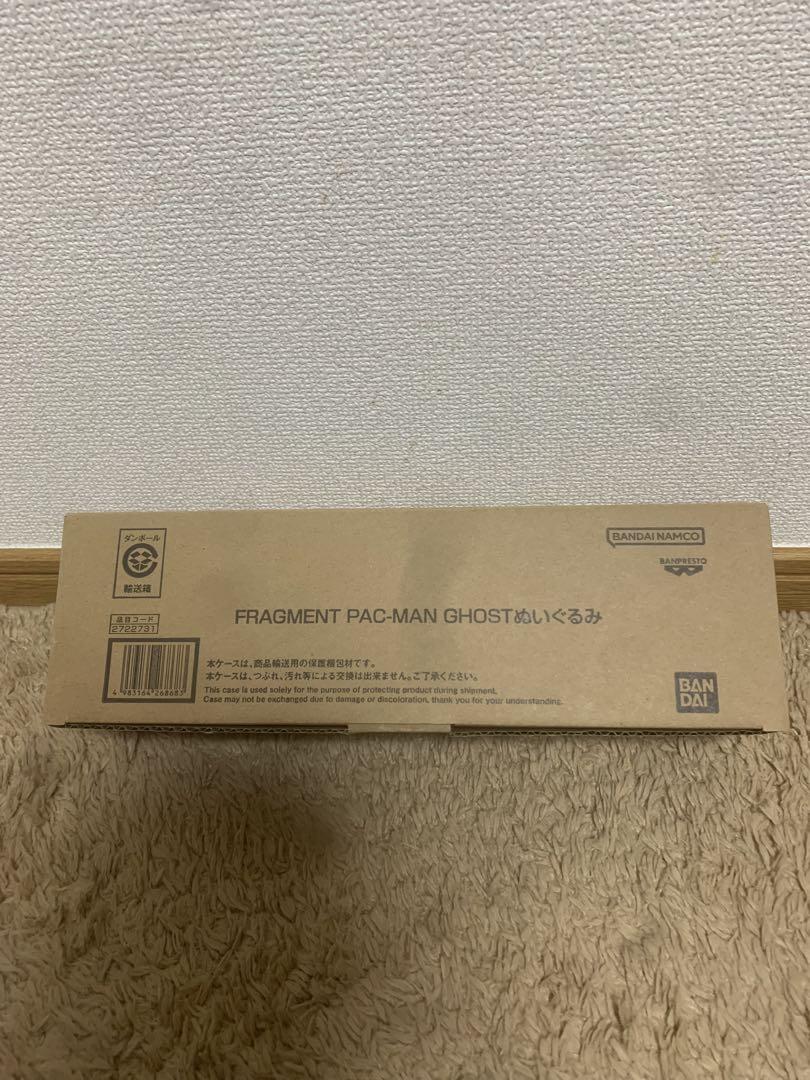 ダンボール
輸送箱
BANDAI NAMCO
BANPRESTO
品目コード
2722731
FRAGMENT PAC-MAN GHOSTぬいぐるみ
4 983164 268683
本ケースは、商品輸送用の保護梱包材です。
本ケースは、つぶれ、汚れ等による交換は出来ません。ご了承ください。
This case is used solely for the purpose of protecting product during shipment.
Case may not be exchanged due to damage or discoloration, thank you for your understanding.
BAN
DAI